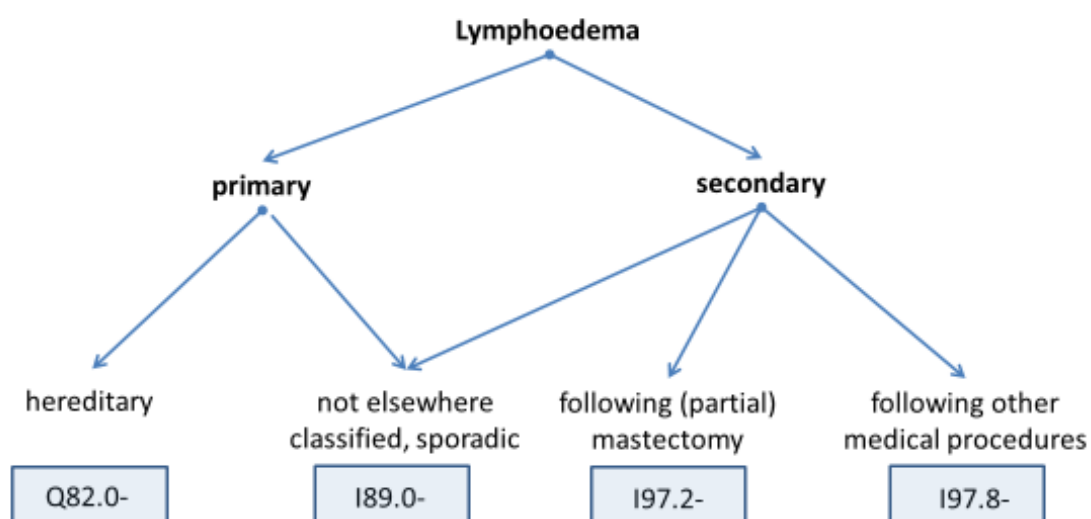 Lymphoedema
primary
secondary
hereditary
not elsewhere
classified, sporadic
following (partial)
mastectomy
following other
medical procedures
Q82.0-
I89.0-
I97.2-
I97.8-